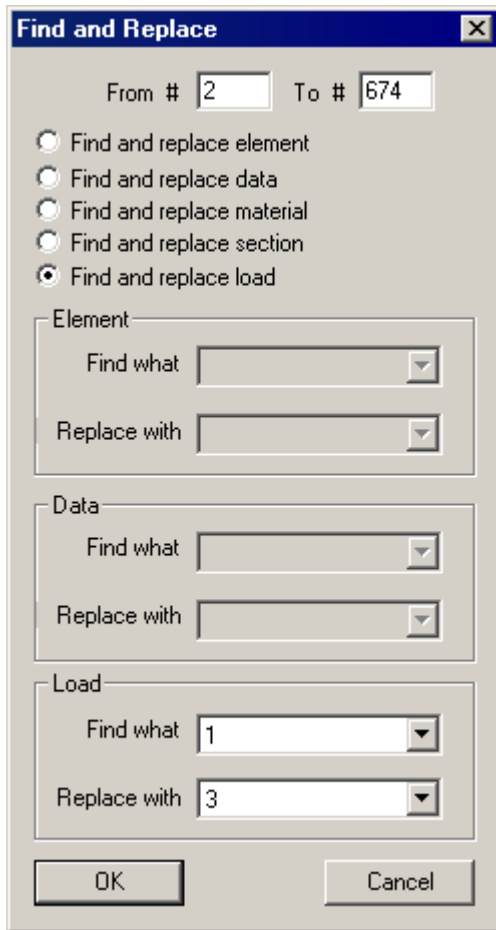 Find and Replace
From # 2 To # 674
Find and replace element
Find and replace data
Find and replace material
Find and replace section
Find and replace load
Element
Find what
Replace with
Data
Find what
Replace with
Load
Find what 1
Replace with 3
OK Cancel